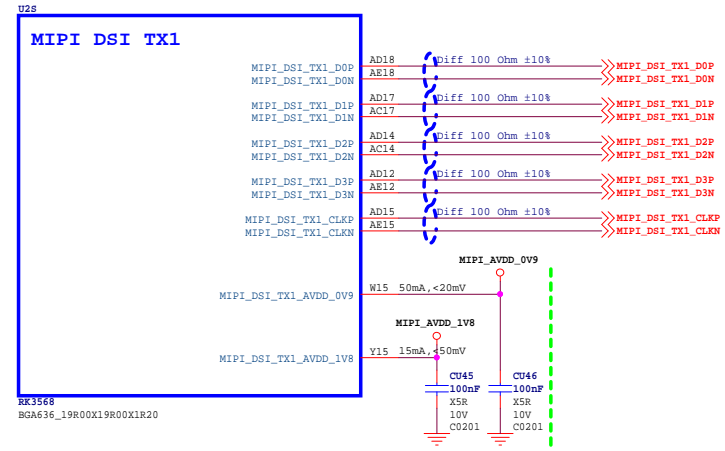 U2S
MIPI DSI TX1
MIPI_DSI_TX1_D0P AD18 Diff 100 Ohm ±10% MIPI_DSI_TX1_D0P
MIPI_DSI_TX1_D0N AE18 MIPI_DSI_TX1_D0N
MIPI_DSI_TX1_D1P AD17 Diff 100 Ohm ±10% MIPI_DSI_TX1_D1P
MIPI_DSI_TX1_D1N AC17 MIPI_DSI_TX1_D1N
MIPI_DSI_TX1_D2P AD14 Diff 100 Ohm ±10% MIPI_DSI_TX1_D2P
MIPI_DSI_TX1_D2N AC14 MIPI_DSI_TX1_D2N
MIPI_DSI_TX1_D3P AD12 Diff 100 Ohm ±10% MIPI_DSI_TX1_D3P
MIPI_DSI_TX1_D3N AE12 MIPI_DSI_TX1_D3N
MIPI_DSI_TX1_CLKP AD15 Diff 100 Ohm ±10% MIPI_DSI_TX1_CLKP
MIPI_DSI_TX1_CLKN AE15 MIPI_DSI_TX1_CLKN
MIPI_AVDD_0V9
MIPI_DSI_TX1_AVDD_0V9 W15 50mA,<20mV
MIPI_AVDD_1V8
MIPI_DSI_TX1_AVDD_1V8 Y15 15mA,<50mV
CU45 CU46
100nF 100nF
X5R X5R
10V 10V
C0201 C0201
RK3568
BGA636_19R00X19R00X1R20